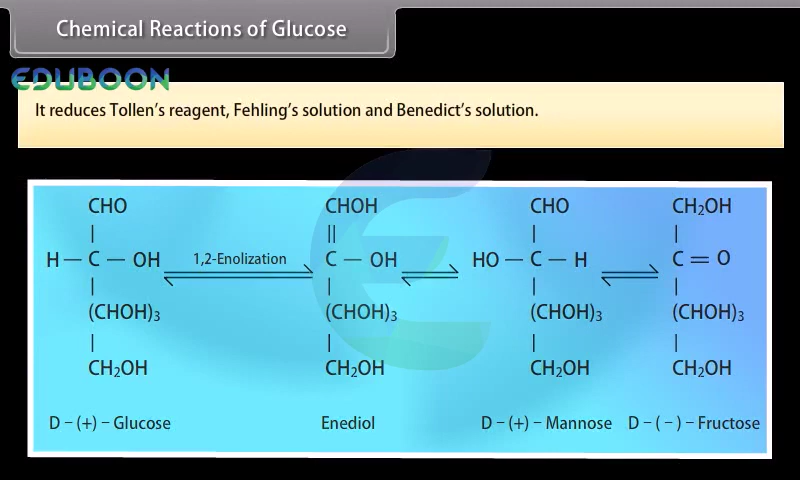 Chemical Reactions of Glucose
EDUBOON
It reduces Tollen's reagent, Fehling's solution and Benedict's solution.
CHO CHOH CHO CH₂OH
| || | |
H — C — OH 1,2-Enolization C — OH HO — C — H C = O
| | | |
(CHOH)₃ (CHOH)₃ (CHOH)₃ (CHOH)₃
| | | |
CH₂OH CH₂OH CH₂OH CH₂OH
D – (+) – Glucose Enediol D – (+) – Mannose D – ( – ) – Fructose